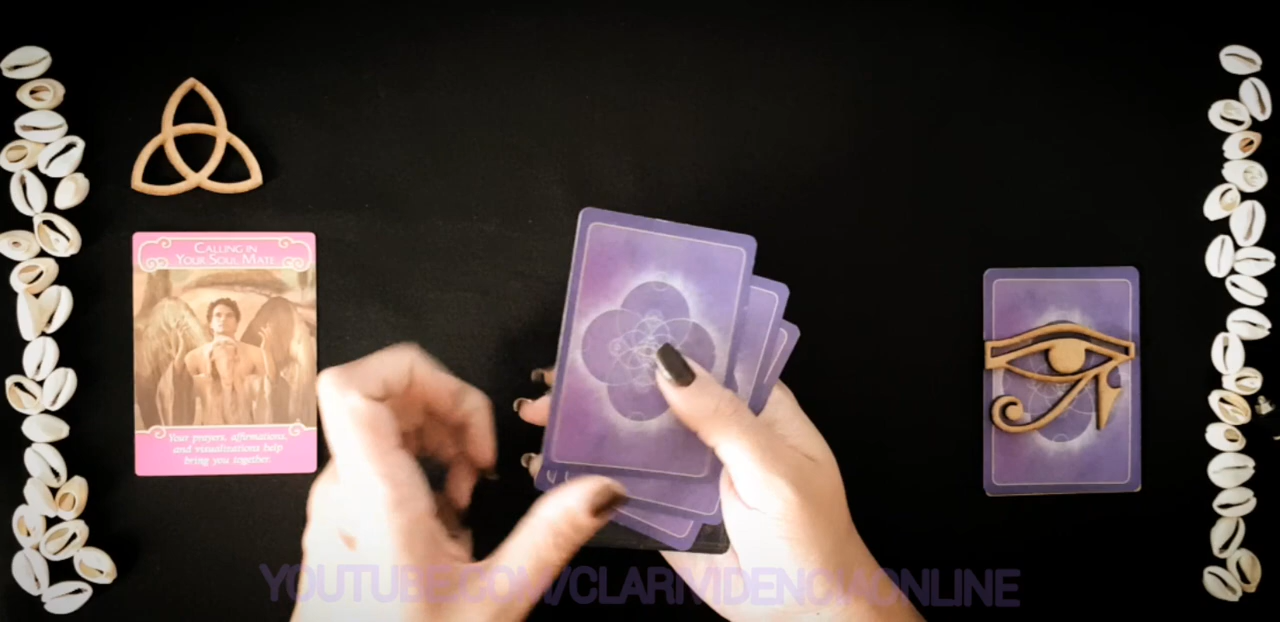 CALLING IN
YOUR SOUL MATE
Your prayers, affirmations,
and visualizations help
bring you together.
YOUTUBE.COM/CLARIVIDENCIAONLINE